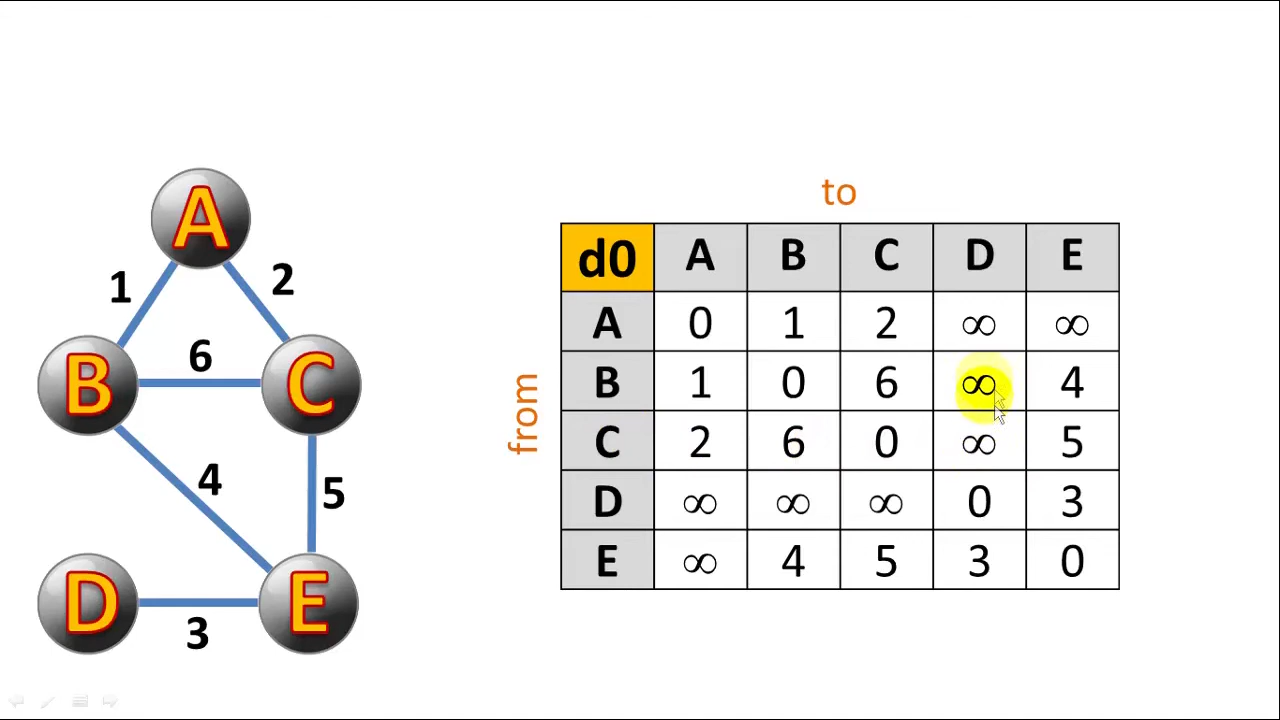 to
from
d0 A B C D E
A 0 1 2 ∞ ∞
B 1 0 6 ∞ 4
C 2 6 0 ∞ 5
D ∞ ∞ ∞ 0 3
E ∞ 4 5 3 0
A
1 2
B 6 C
4 5
D 3 E